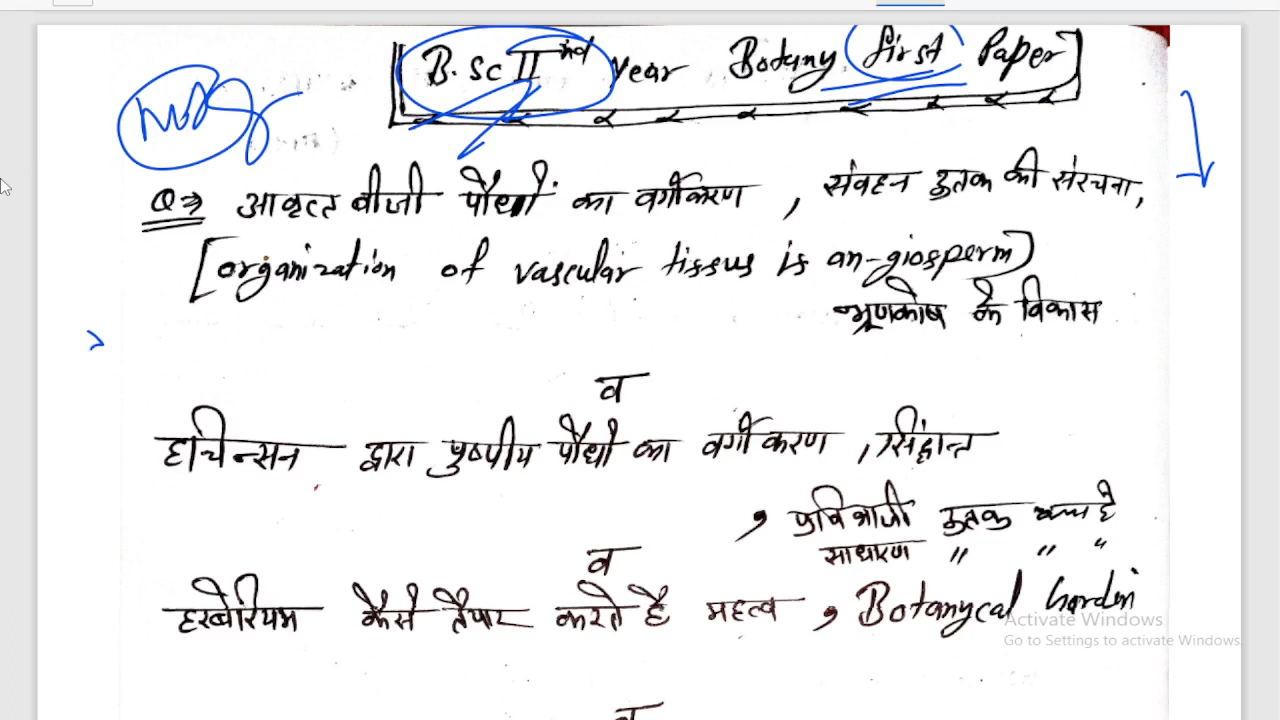 B.Sc IInd Year Botany first Paper
Q⇒ आवृत्त बीजी पौधों का वर्गीकरण, संवहन ऊतक की संरचना,
[organization of vascular tissus is an-giosperm]
भ्रूणकोष के विकास
व
हचिन्सन द्वारा पुष्पीय पौधों का वर्गीकरण, सिद्धान्त
, प्रविभाजी ऊतक क्या है
साधारण " " "
व
हरबेरियम कैसे तैयार करते है महत्व, Botanycal Garden
Activate Windows
Go to Settings to activate Windows.
व